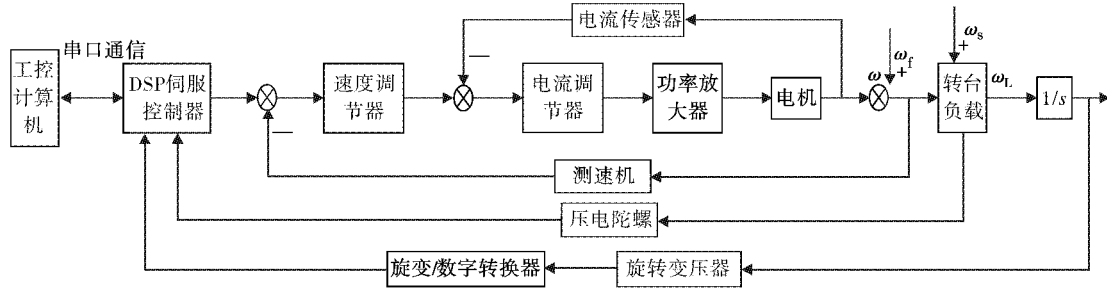 电流传感器
串口通信
工控
计算
机
DSP伺服
控制器
速度调
节器
电流调
节器
功率放
大器
电机
ω
ω_f
+
ω_s
+
转台
负载
ω_L
1/s
—
—
测速机
压电陀螺
旋变/数字转换器
旋转变压器